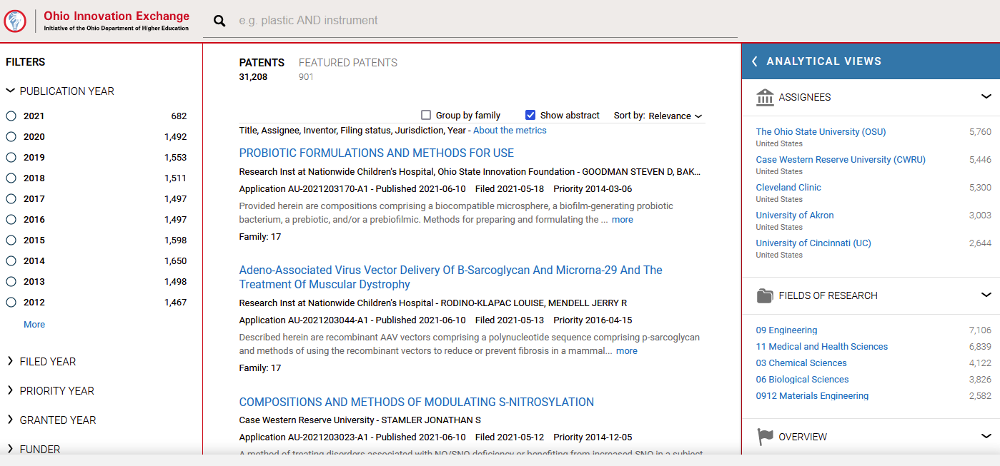 Ohio Innovation Exchange
Initiative of the Ohio Department of Higher Education
e.g. plastic AND instrument
FILTERS
PUBLICATION YEAR
2021 682
2020 1,492
2019 1,553
2018 1,511
2017 1,497
2016 1,497
2015 1,598
2014 1,650
2013 1,498
2012 1,467
More
FILED YEAR
PRIORITY YEAR
GRANTED YEAR
FUNDER
PATENTS FEATURED PATENTS
31,208 901
Group by family Show abstract Sort by: Relevance
Title, Assignee, Inventor, Filing status, Jurisdiction, Year - About the metrics
PROBIOTIC FORMULATIONS AND METHODS FOR USE
Research Inst at Nationwide Children's Hospital, Ohio State Innovation Foundation - GOODMAN STEVEN D, BAK...
Application AU-2021203170-A1 - Published 2021-06-10 Filed 2021-05-18 Priority 2014-03-06
Provided herein are compositions comprising a biocompatible microsphere, a biofilm-generating probiotic
bacterium, a prebiotic, and/or a prebiofilmic. Methods for preparing and formulating the ... more
Family: 17
Adeno-Associated Virus Vector Delivery Of B-Sarcoglycan And Microrna-29 And The
Treatment Of Muscular Dystrophy
Research Inst at Nationwide Children's Hospital - RODINO-KLAPAC LOUISE, MENDELL JERRY R
Application AU-2021203044-A1 - Published 2021-06-10 Filed 2021-05-13 Priority 2016-04-15
Described herein are recombinant AAV vectors comprising a polynucleotide sequence comprising p-sarcoglycan
and methods of using the recombinant vectors to reduce or prevent fibrosis in a mammal... more
Family: 17
COMPOSITIONS AND METHODS OF MODULATING S-NITROSYLATION
Case Western Reserve University - STAMLER JONATHAN S
Application AU-2021203023-A1 - Published 2021-06-10 Filed 2021-05-12 Priority 2014-12-05
A method of treating disorders associated with NO/SNO deficiency or benefiting from increased SNO in a subject
ANALYTICAL VIEWS
ASSIGNEES
The Ohio State University (OSU) 5,760
United States
Case Western Reserve University (CWRU) 5,446
United States
Cleveland Clinic 5,300
United States
University of Akron 3,003
United States
University of Cincinnati (UC) 2,644
United States
FIELDS OF RESEARCH
09 Engineering 7,106
11 Medical and Health Sciences 6,839
03 Chemical Sciences 4,122
06 Biological Sciences 3,826
0912 Materials Engineering 2,582
OVERVIEW